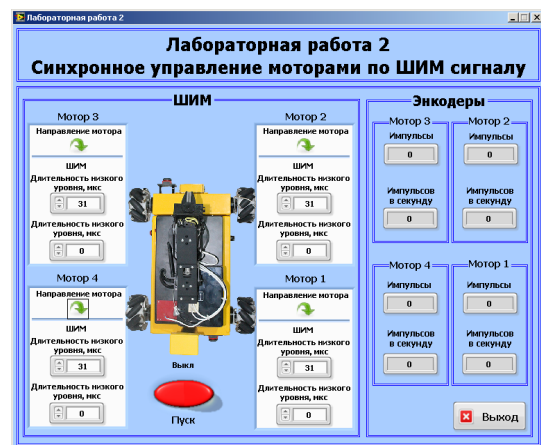 Лабораторная работа 2
Лабораторная работа 2
Синхронное управление моторами по ШИМ сигналу
ШИМ
Мотор 3
Направление мотора
ШИМ
Длительность низкого
уровня, мкс
31
Длительность низкого
уровня, мкс
0
Мотор 2
Направление мотора
ШИМ
Длительность низкого
уровня, мкс
31
Длительность низкого
уровня, мкс
0
Мотор 4
Направление мотора
ШИМ
Длительность низкого
уровня, мкс
31
Длительность низкого
уровня, мкс
0
Мотор 1
Направление мотора
ШИМ
Длительность низкого
уровня, мкс
31
Длительность низкого
уровня, мкс
0
Выкл
Пуск
Энкодеры
Мотор 3
Импульсы
0
Импульсов
в секунду
0
Мотор 2
Импульсы
0
Импульсов
в секунду
0
Мотор 4
Импульсы
0
Импульсов
в секунду
0
Мотор 1
Импульсы
0
Импульсов
в секунду
0
Выход